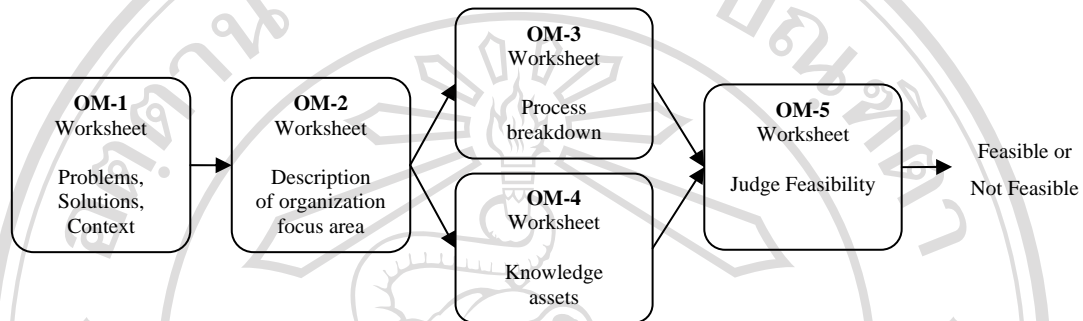 OM-1
Worksheet
Problems,
Solutions,
Context
OM-2
Worksheet
Description
of organization
focus area
OM-3
Worksheet
Process
breakdown
OM-4
Worksheet
Knowledge
assets
OM-5
Worksheet
Judge Feasibility
Feasible or
Not Feasible